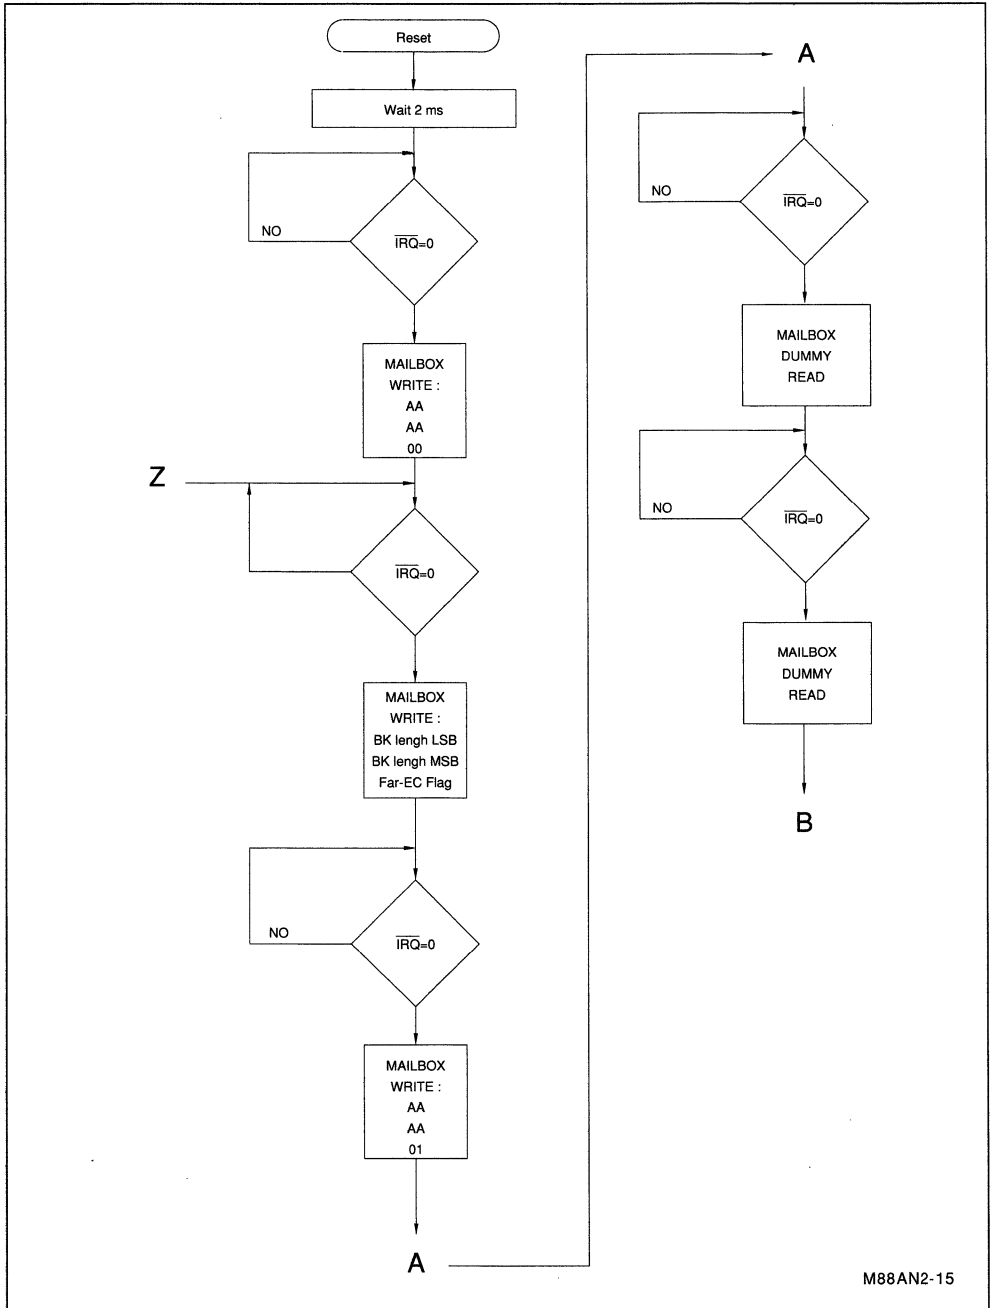 Reset
Wait 2 ms
NO
IRQ=0
MAILBOX
WRITE :
AA
AA
00
Z
IRQ=0
MAILBOX
WRITE :
BK lengh LSB
BK lengh MSB
Far-EC Flag
NO
IRQ=0
MAILBOX
WRITE :
AA
AA
01
A
A
NO
IRQ=0
MAILBOX
DUMMY
READ
NO
IRQ=0
MAILBOX
DUMMY
READ
B
M88AN2-15